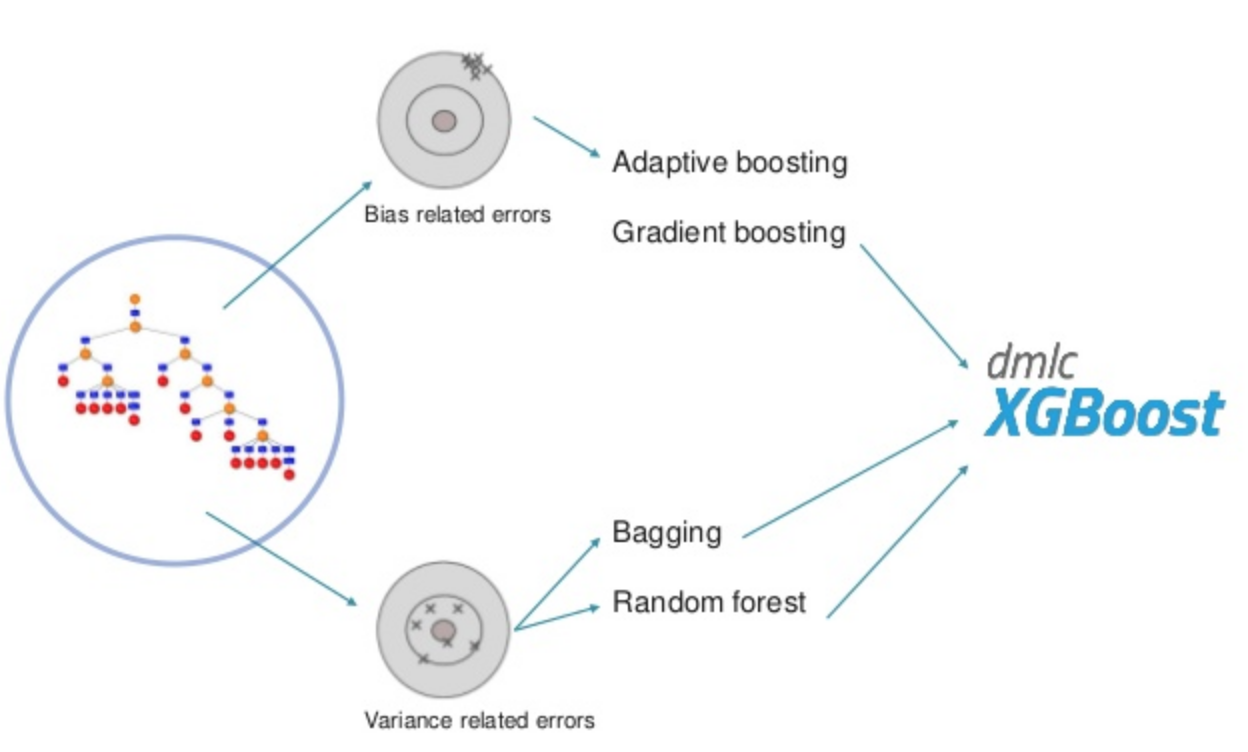 Adaptive boosting
Bias related errors
Gradient boosting
dmlc
XGBoost
Bagging
Random forest
Variance related errors